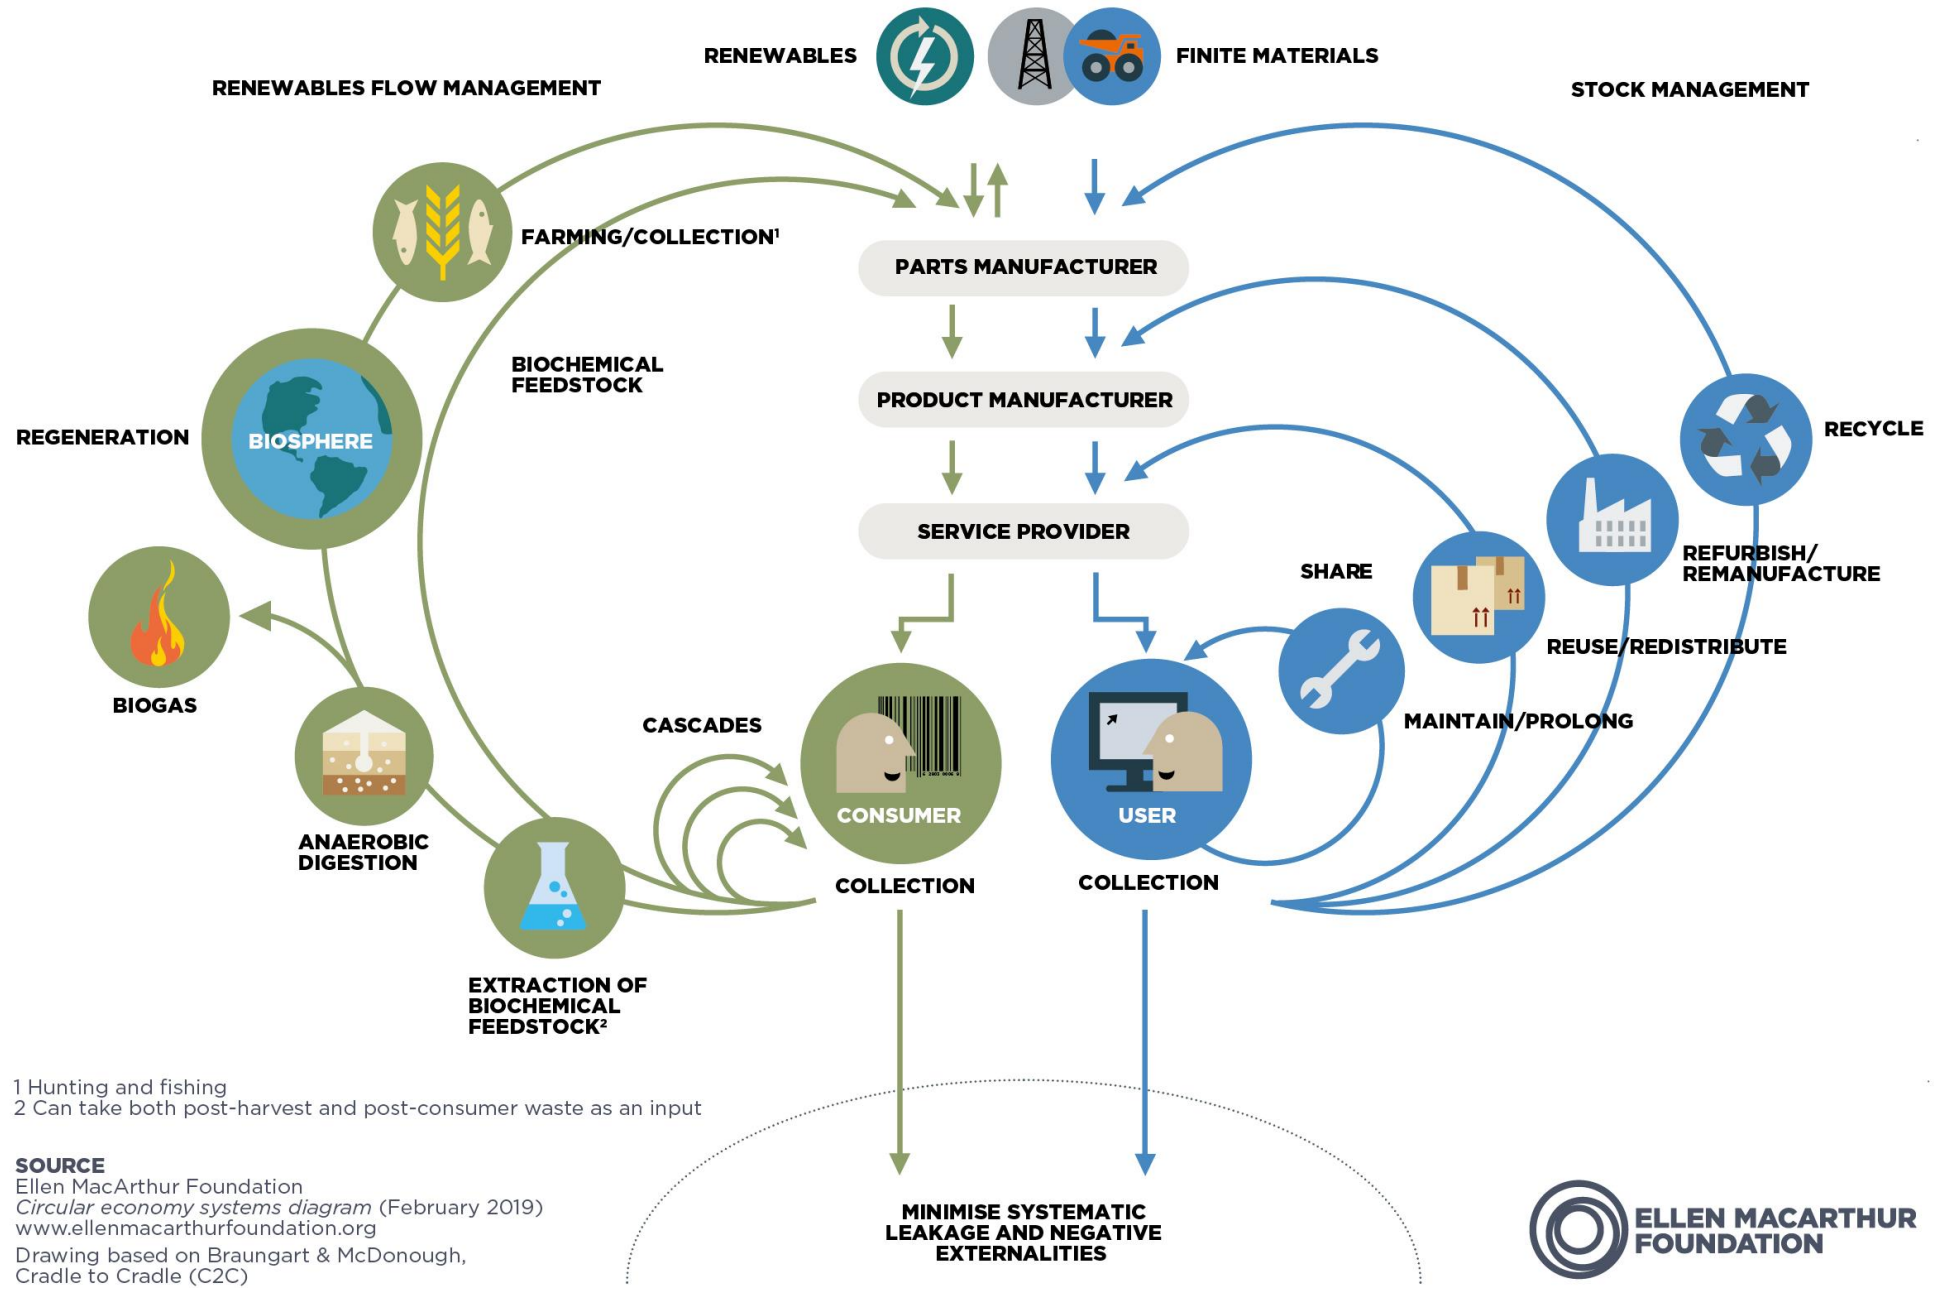 RENEWABLES
FINITE MATERIALS
RENEWABLES FLOW MANAGEMENT
STOCK MANAGEMENT
FARMING/COLLECTION¹
PARTS MANUFACTURER
BIOCHEMICAL
FEEDSTOCK
PRODUCT MANUFACTURER
REGENERATION
BIOSPHERE
RECYCLE
SERVICE PROVIDER
SHARE
REFURBISH/
REMANUFACTURE
REUSE/REDISTRIBUTE
BIOGAS
CASCADES
MAINTAIN/PROLONG
CONSUMER
USER
ANAEROBIC
DIGESTION
COLLECTION
COLLECTION
EXTRACTION OF
BIOCHEMICAL
FEEDSTOCK²
1 Hunting and fishing
2 Can take both post-harvest and post-consumer waste as an input
SOURCE
Ellen MacArthur Foundation
Circular economy systems diagram (February 2019)
www.ellenmacarthurfoundation.org
Drawing based on Braungart & McDonough,
Cradle to Cradle (C2C)
MINIMISE SYSTEMATIC
LEAKAGE AND NEGATIVE
EXTERNALITIES
ELLEN MACARTHUR
FOUNDATION